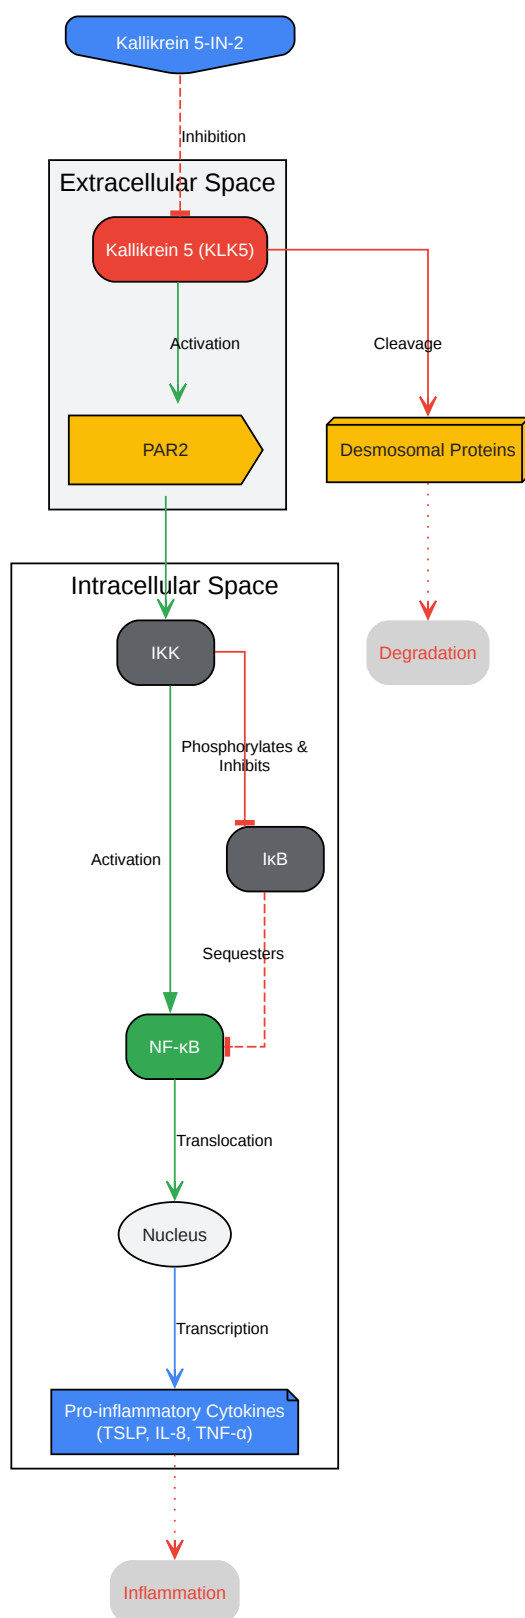 Kallikrein 5-IN-2
Inhibition
Extracellular Space
Kallikrein 5 (KLK5)
Activation
Cleavage
PAR2
Desmosomal Proteins
Intracellular Space
IKK
Degradation
Phosphorylates &
Inhibits
Activation
IκB
Sequesters
NF-κB
Translocation
Nucleus
Transcription
Pro-inflammatory Cytokines
(TSLP, IL-8, TNF-α)
Inflammation